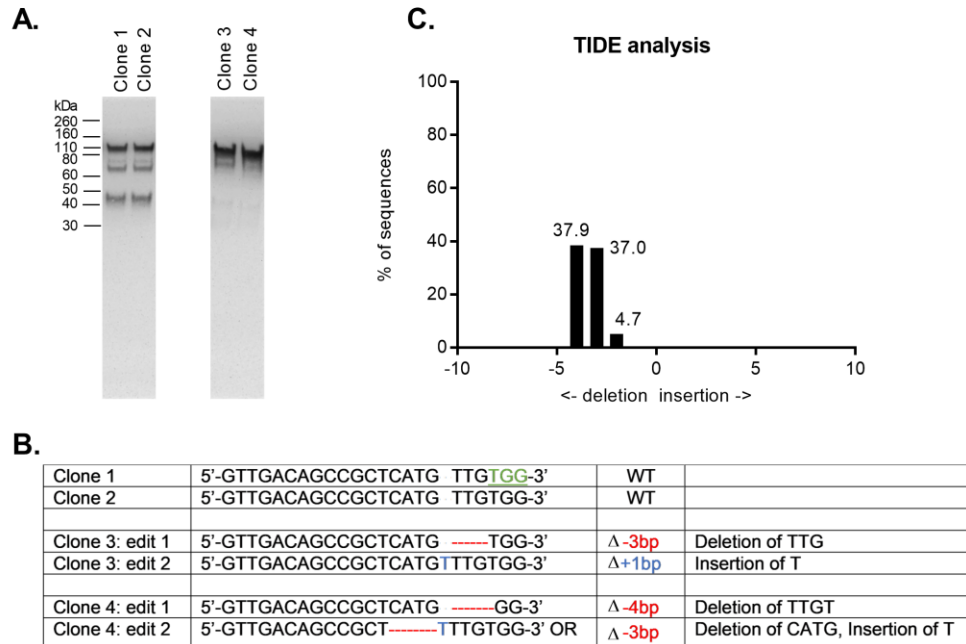 A.
Clone 1
Clone 2
Clone 3
Clone 4
kDa
260
160
110
80
60
50
40
30
C.
TIDE analysis
% of sequences
100
80
60
40
20
0
37.9
37.0
4.7
-10
-5
0
5
10
<- deletion insertion ->
B.
Clone 1 5’-GTTGACAGCCGCTCATG TTGTGG-3’ WT
Clone 2 5’-GTTGACAGCCGCTCATG TTGTGG-3’ WT
Clone 3: edit 1 5’-GTTGACAGCCGCTCATG ------TGG-3’ Δ -3bp Deletion of TTG
Clone 3: edit 2 5’-GTTGACAGCCGCTCATGTTTGTGG-3’ Δ+1bp Insertion of T
Clone 4: edit 1 5’-GTTGACAGCCGCTCATG -------GG-3’ Δ -4bp Deletion of TTGT
Clone 4: edit 2 5’-GTTGACAGCCGCT--------TTTGTGG-3’ OR Δ -3bp Deletion of CATG, Insertion of T